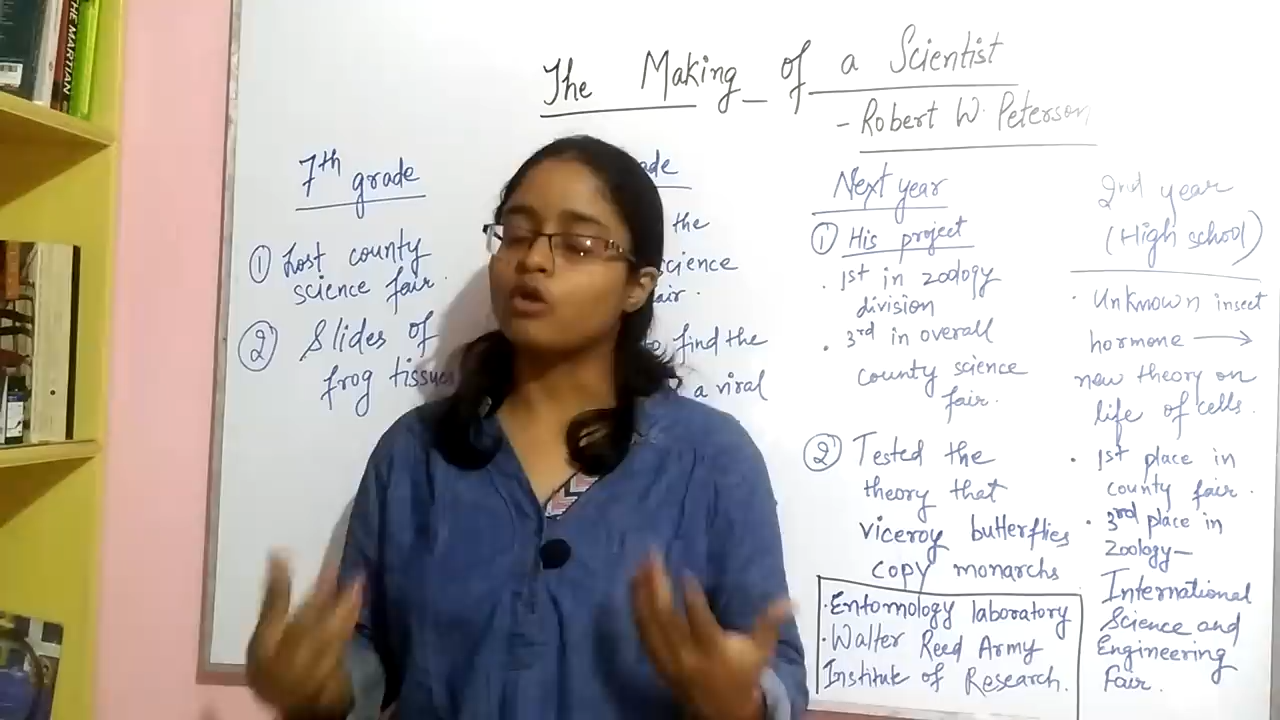 THE MARTIAN
The Making of a Scientist
- Robert W. Peterson
7th grade
① Lost county
science fair.
② Slides of
frog tissue
the
science
fair.
to find the
a viral
Next year
① His project
. 1st in zoology
division
. 3rd in overall
county science
fair.
② Tested the
theory that
viceroy butterflies
copy monarchs
. Entomology laboratory
. Walter Reed Army
Institute of Research.
2nd year
(High school)
. Unknown insect
hormone →
new theory on
life of cells.
. 1st place in
county fair.
. 3rd place in
Zoology-
International
Science and
Engineering
Fair.